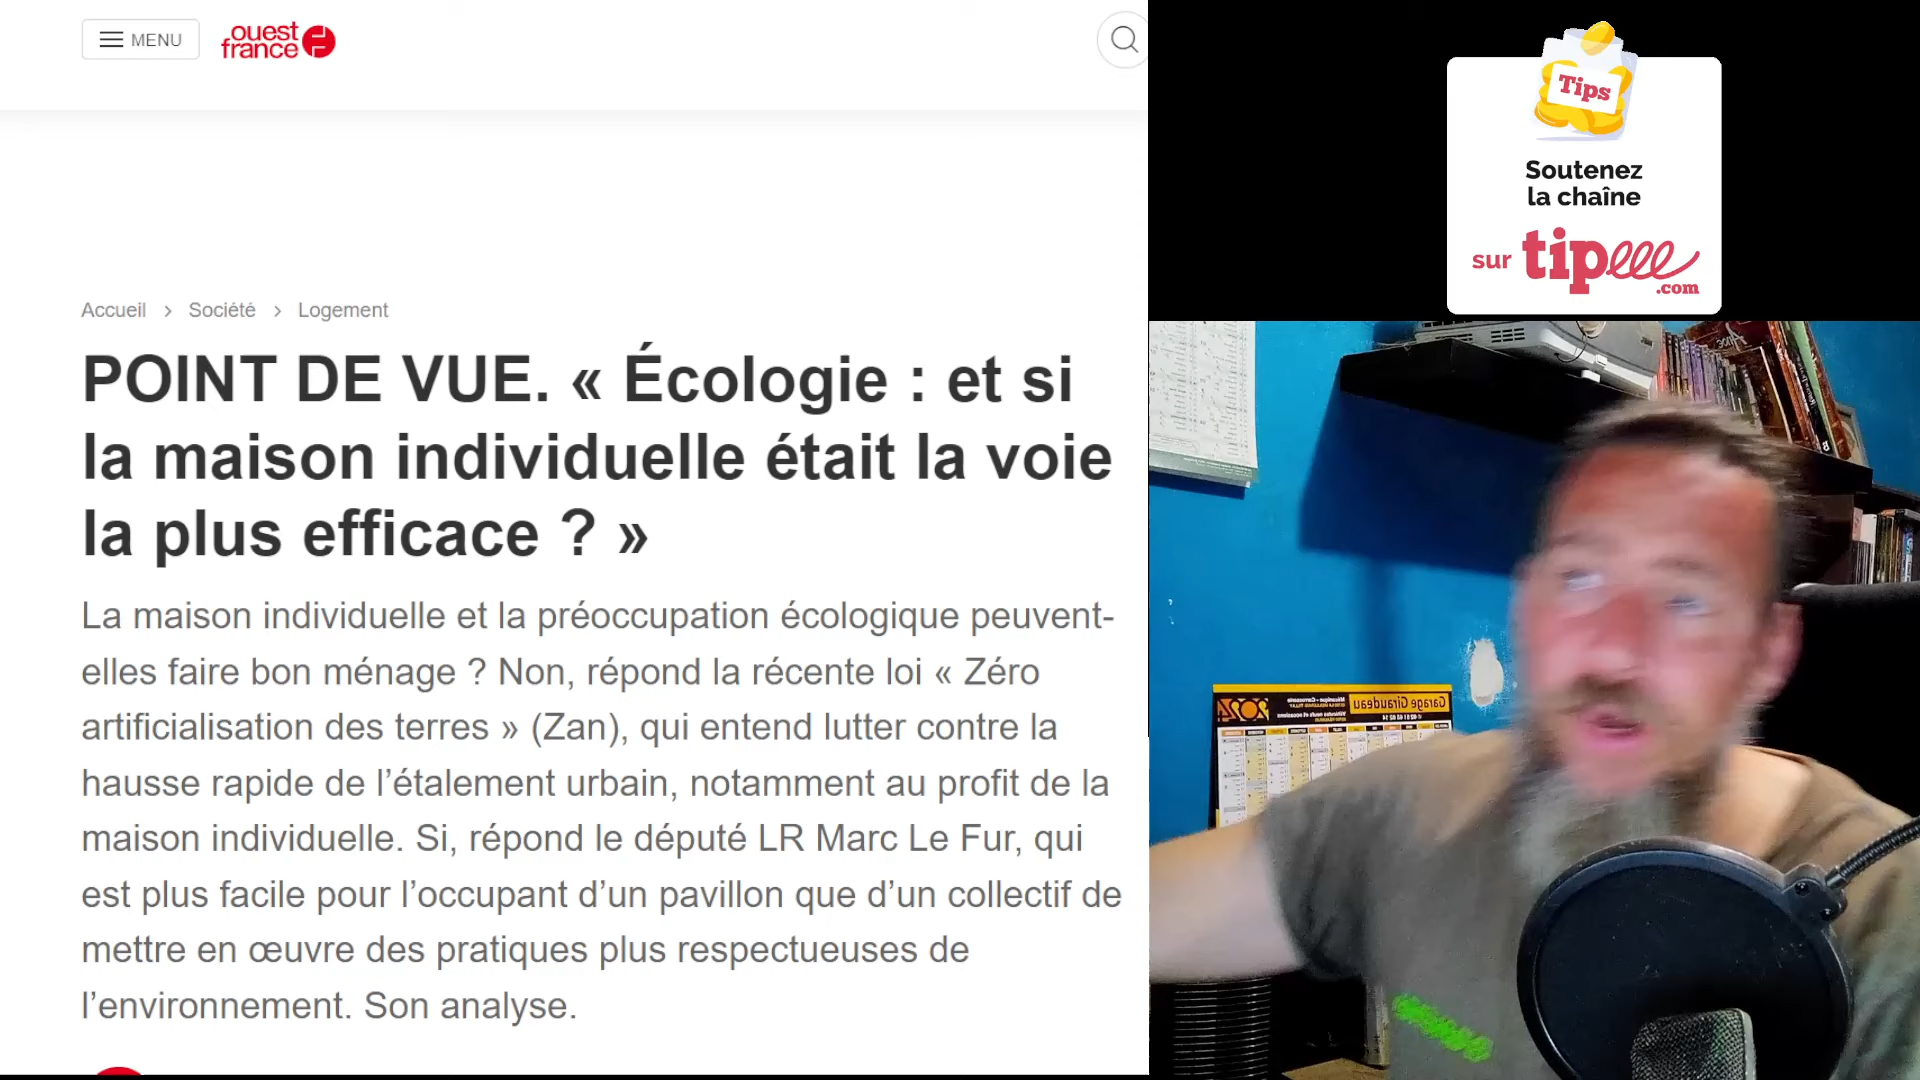 MENU
ouest
france
Accueil > Société > Logement
POINT DE VUE. « Écologie : et si
la maison individuelle était la voie
la plus efficace ? »
La maison individuelle et la préoccupation écologique peuvent-
elles faire bon ménage ? Non, répond la récente loi « Zéro
artificialisation des terres » (Zan), qui entend lutter contre la
hausse rapide de l’étalement urbain, notamment au profit de la
maison individuelle. Si, répond le député LR Marc Le Fur, qui
est plus facile pour l’occupant d’un pavillon que d’un collectif de
mettre en œuvre des pratiques plus respectueuses de
l’environnement. Son analyse.
Tips
Soutenez
la chaîne
sur tipeee
.com
Garage Giraudeau